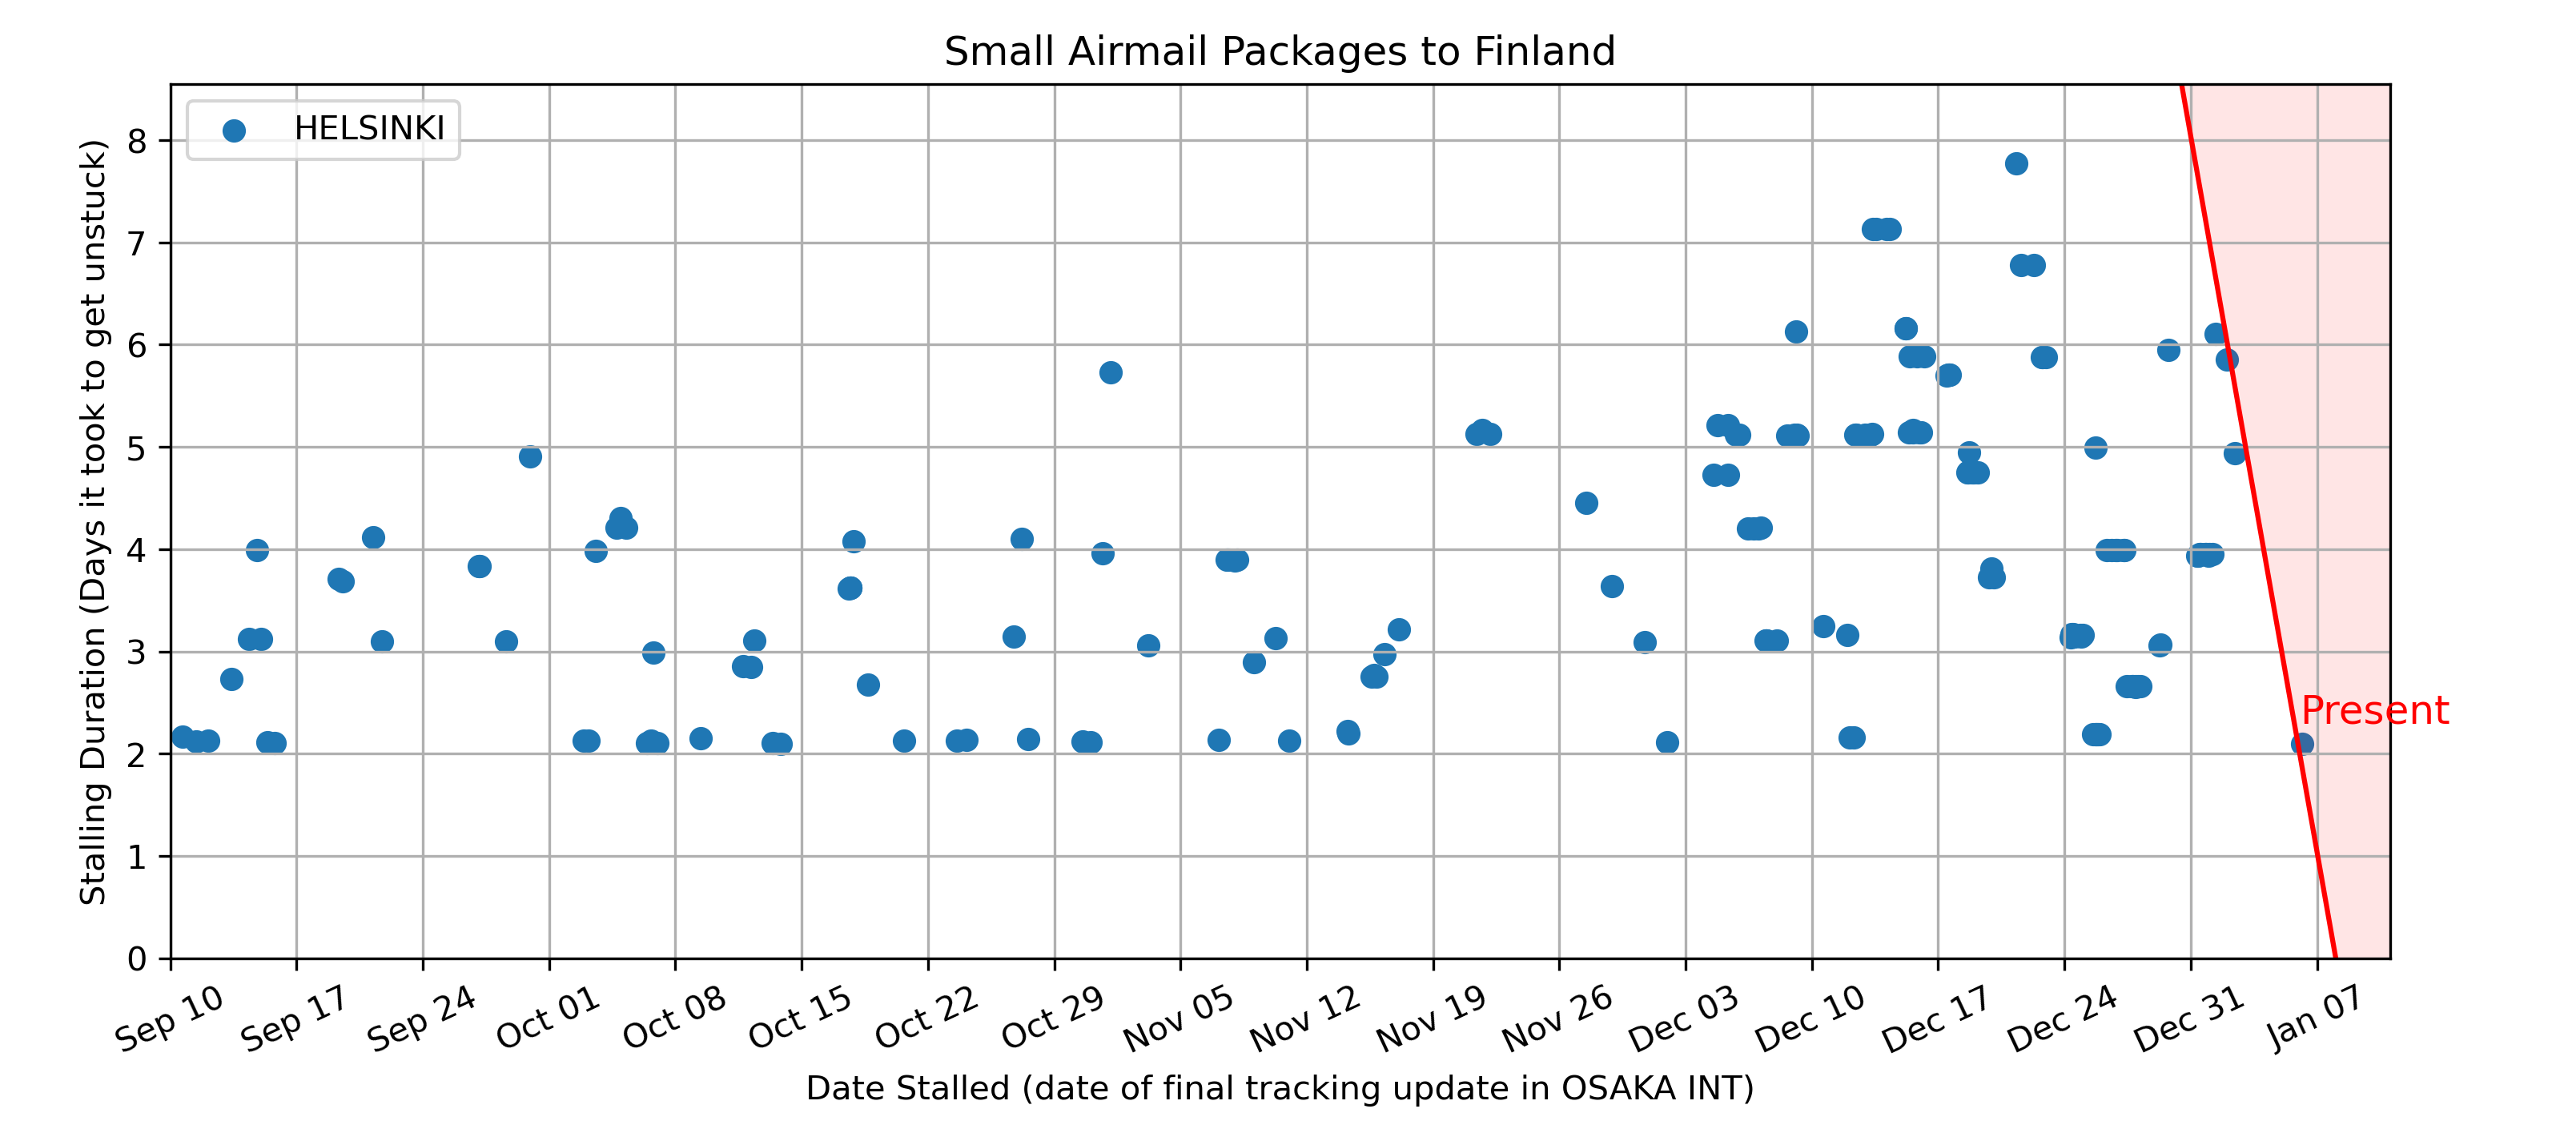 Small Airmail Packages to Finland
HELSINKI
Stalling Duration (Days it took to get unstuck)
8
7
6
5
4
3
2
1
0
Present
Sep 10
Sep 17
Sep 24
Oct 01
Oct 08
Oct 15
Oct 22
Oct 29
Nov 05
Nov 12
Nov 19
Nov 26
Dec 03
Dec 10
Dec 17
Dec 24
Dec 31
Jan 07
Date Stalled (date of final tracking update in OSAKA INT)